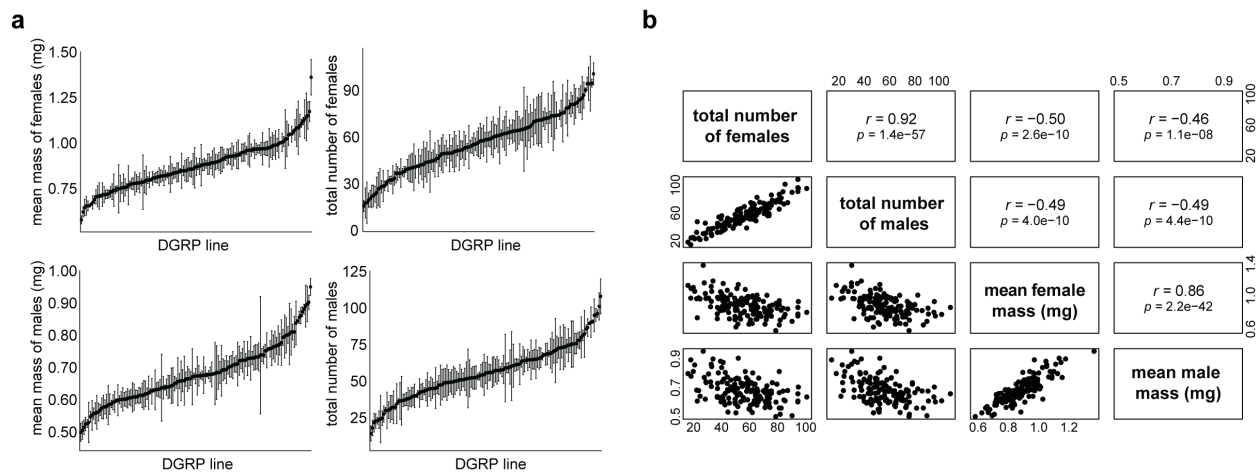 a
mean mass of females (mg)
1.50
1.25
1.00
0.75
DGRP line
total number of females
90
60
30
0
DGRP line
mean mass of males (mg)
1.00
0.90
0.80
0.70
0.60
0.50
DGRP line
total number of males
125
100
75
50
25
DGRP line
b
20 40 60 80 100
0.5 0.7 0.9
total number
of females
r = 0.92
p = 1.4e−57
r = −0.50
p = 2.6e−10
r = −0.46
p = 1.1e−08
20 60 100
20 60 100
total number
of males
r = −0.49
p = 4.0e−10
r = −0.49
p = 4.4e−10
mean female
mass (mg)
r = 0.86
p = 2.2e−42
0.6 1.0 1.4
0.5 0.7 0.9
mean male
mass (mg)
20 40 60 80 100
0.6 0.8 1.0 1.2